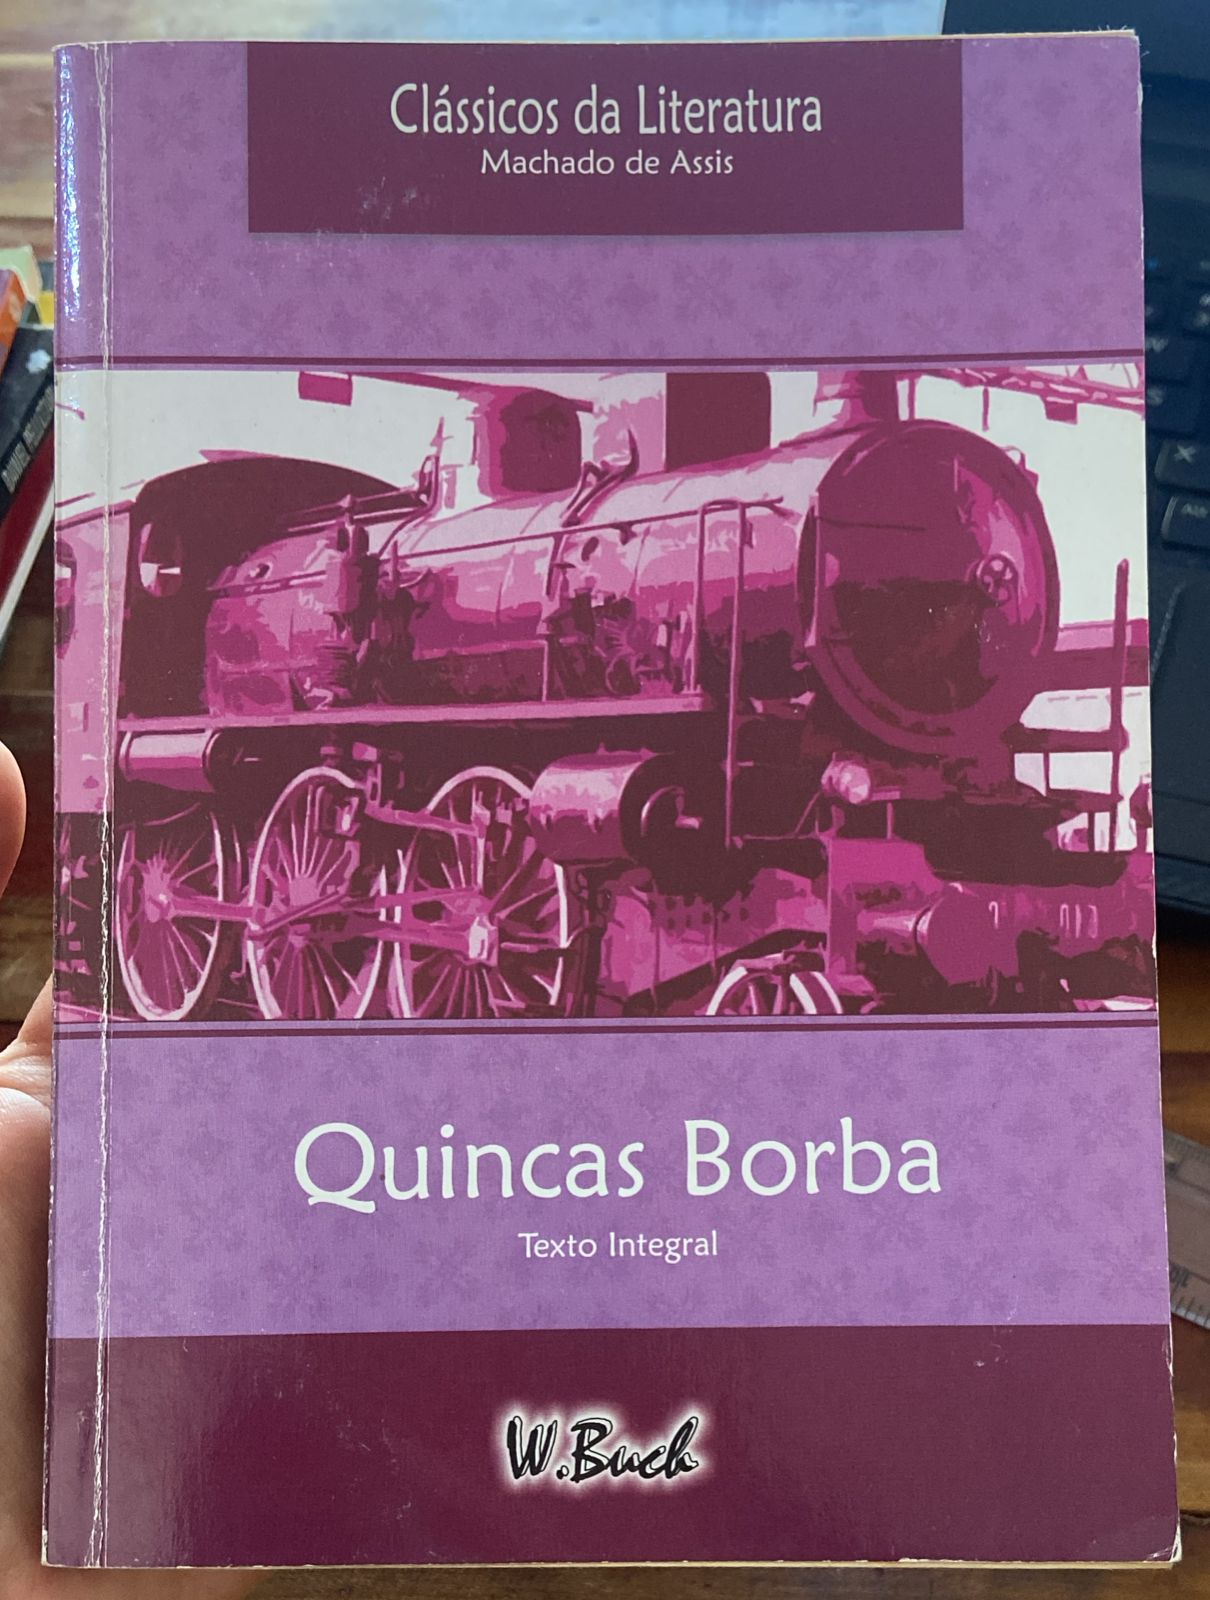 Clássicos da Literatura
Machado de Assis
Quincas Borba
Texto Integral
W.Buch